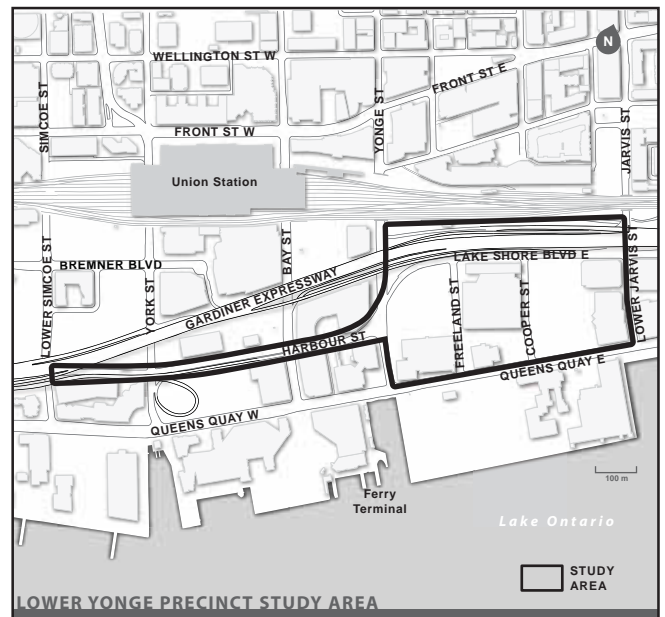 WELLINGTON ST W
N
SIMCOE ST
FRONT ST E
YONGE ST
JARVIS ST
FRONT ST W
Union Station
LOWER SIMCOE ST
BREMNER BLVD
YORK ST
BAY ST
GARDINER EXPRESSWAY
LAKE SHORE BLVD E
LOWER JARVIS ST
FREELAND ST
COOPER ST
HARBOUR ST
QUEENS QUAY E
QUEENS QUAY W
100 m
Ferry
Terminal
Lake Ontario
STUDY
AREA
LOWER YONGE PRECINCT STUDY AREA